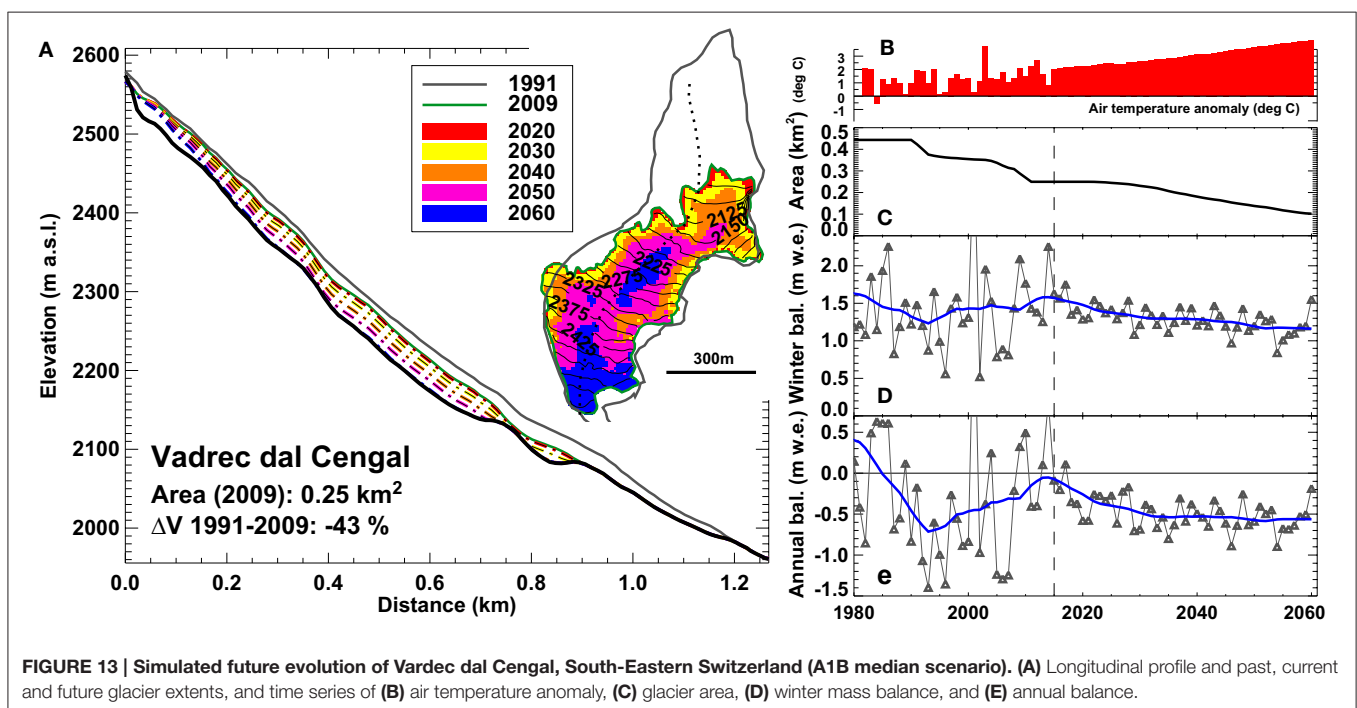 A
2600
2500
2400
2300
2200
2100
2000
Elevation (m a.s.l.)
0.0 0.2 0.4 0.6 0.8 1.0 1.2
Distance (km)
1991
2009
2020
2030
2040
2050
2060
2125
2150
2225
2275
2325
2375
2425
300m
Vadrec dal Cengal
Area (2009): 0.25 km²
ΔV 1991-2009: -43 %
B
3
2
1
0
-1
(deg C)
Air temperature anomaly (deg C)
0.5
0.4
0.3
0.2
0.1
0.0
Area (km²)
C
2.0
1.5
1.0
0.5
0.0
Winter bal. (m w.e.)
D
0.5
0.0
-0.5
-1.0
-1.5
Annual bal. (m w.e.)
e
1980 2000 2020 2040 2060
FIGURE 13 | Simulated future evolution of Vardec dal Cengal, South-Eastern Switzerland (A1B median scenario). (A) Longitudinal profile and past, current
and future glacier extents, and time series of (B) air temperature anomaly, (C) glacier area, (D) winter mass balance, and (E) annual balance.